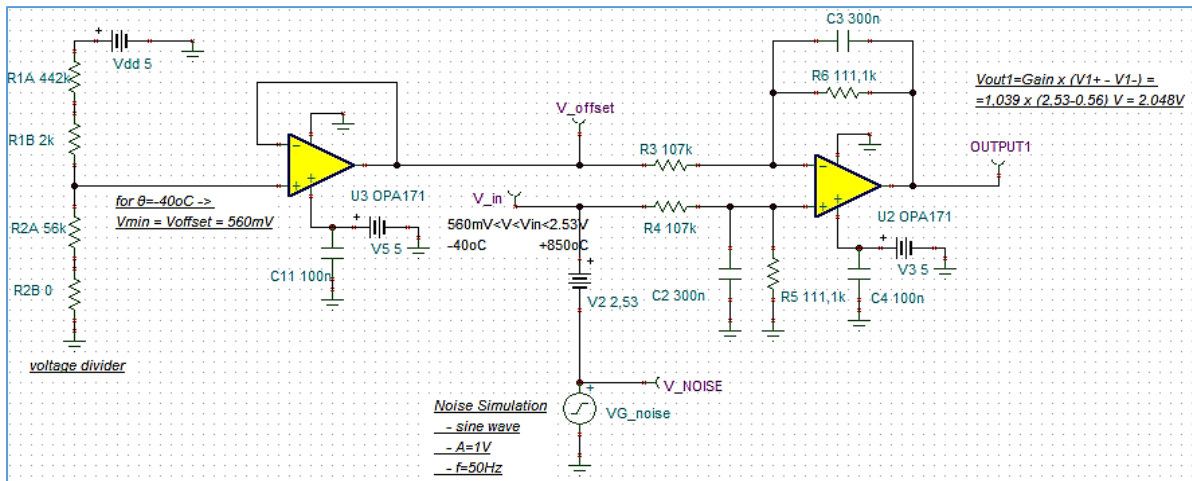 C3 300n
Vdd 5
R1A 442k
R6 111,1k
Vout1=Gain x (V1+ - V1-) =
=1,039 x (2,53-0.56) V = 2.048V
V_offset
R1B 2k
R3 107k
OUTPUT1
V_in
for θ=-40oC ->
Vmin = Voffset = 560mV
U3 OPA171
U2 OPA171
560mV<V<Vin<2.53V
-40oC +850oC
R4 107k
R2A 56k
V5 5
V3 5
C11 100n
V2 2,53
C2 300n
R5 111,1k
C4 100n
R2B 0
voltage divider
V_NOISE
Noise Simulation
- sine wave
- A=1V
- f=50Hz
VG_noise